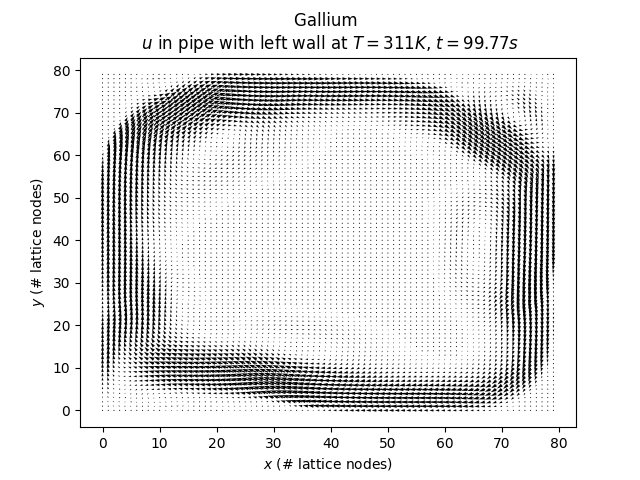 Gallium
u in pipe with left wall at T = 311K, t = 99.77s
80
70
60
50
40
30
20
10
0
y (# lattice nodes)
0 10 20 30 40 50 60 70 80
x (# lattice nodes)